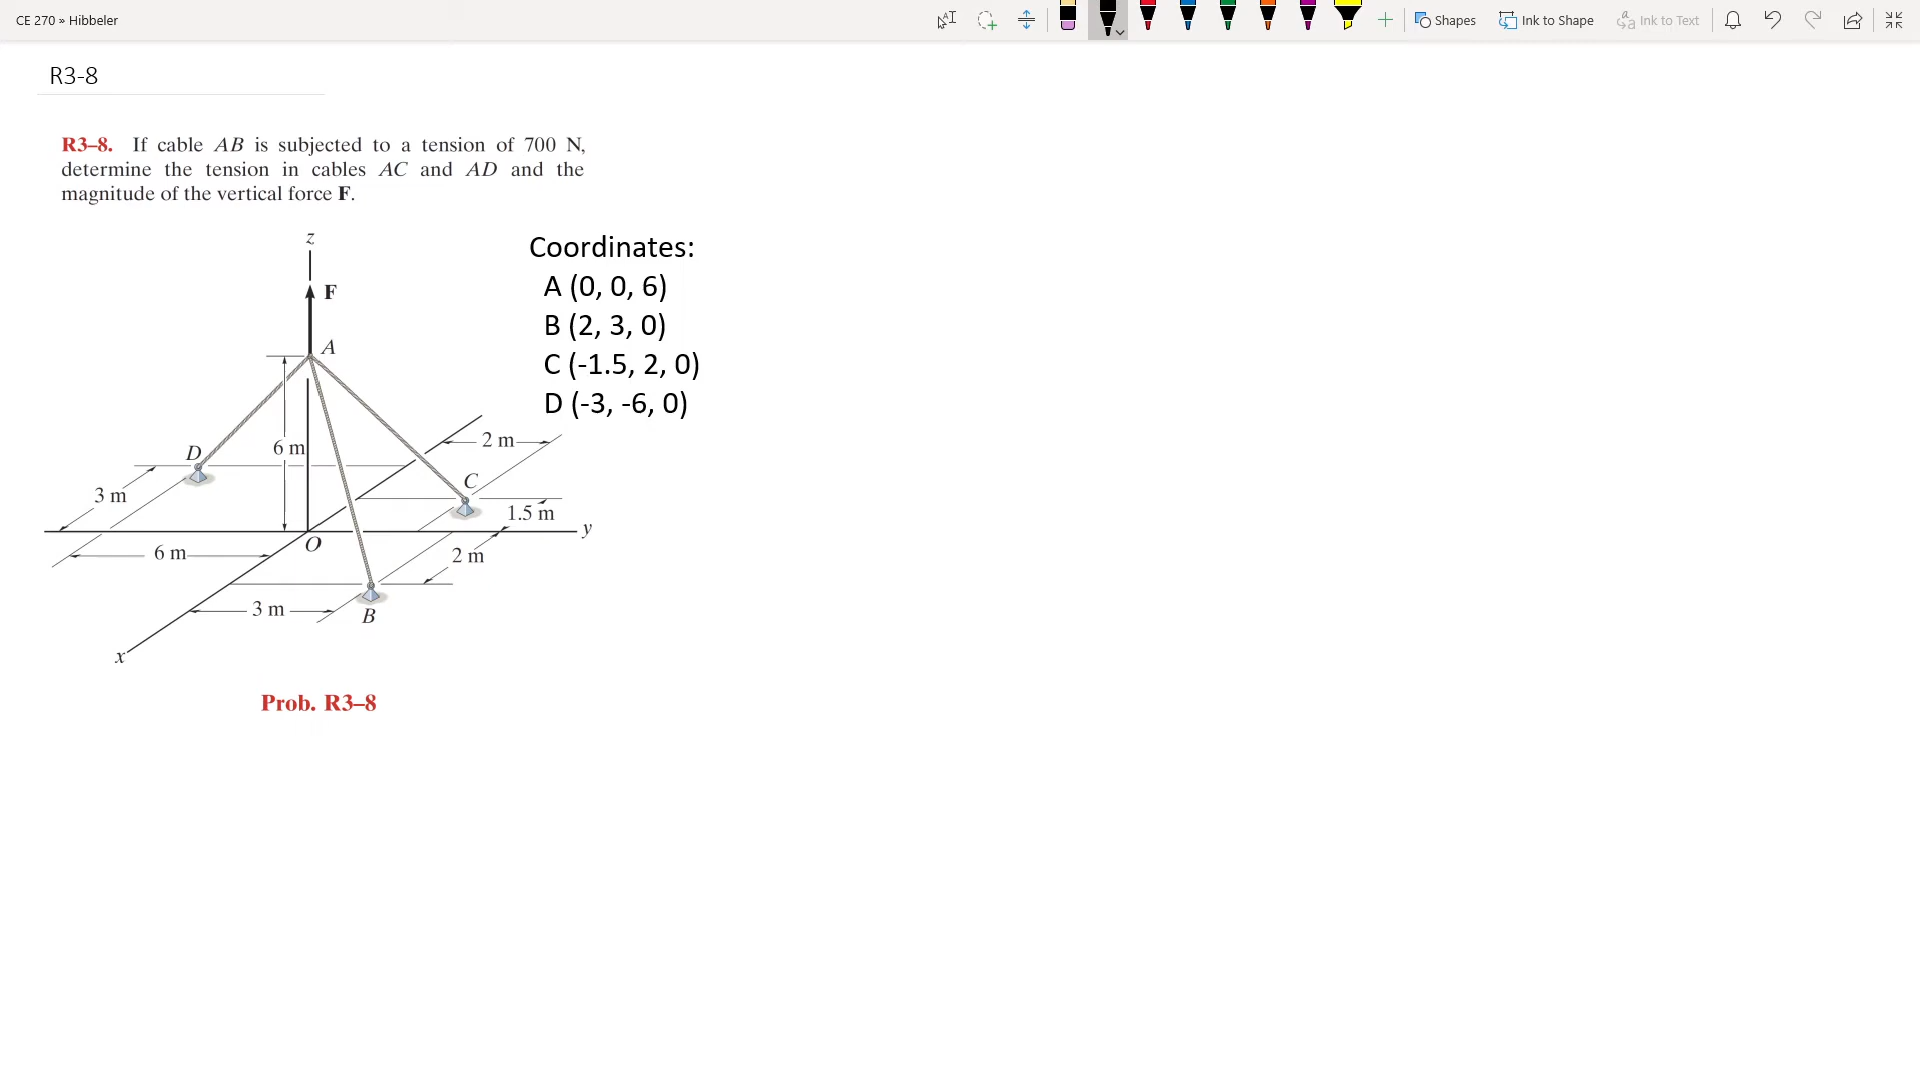 CE 270 » Hibbeler
Shapes
Ink to Shape
Ink to Text
R3-8
R3–8. If cable AB is subjected to a tension of 700 N,
determine the tension in cables AC and AD and the
magnitude of the vertical force F.
z
F
A
Coordinates:
A (0, 0, 6)
B (2, 3, 0)
C (-1.5, 2, 0)
D (-3, -6, 0)
2 m
D
6 m
C
3 m
1.5 m
y
O
6 m
2 m
3 m
B
x
Prob. R3–8